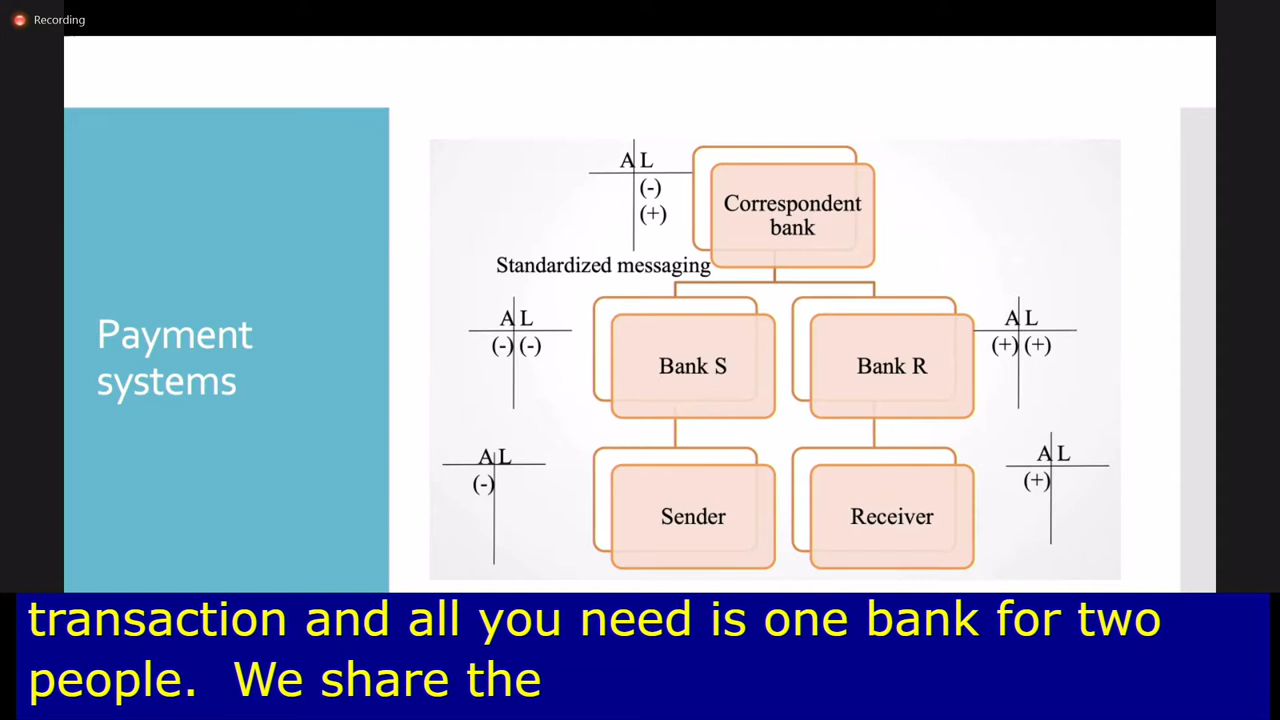 Recording
Payment
systems
A L
(-)
(+)
Correspondent
bank
Standardized messaging
A L
(-) (-)
Bank S
Bank R
A L
(+) (+)
A L
(-)
Sender
Receiver
A L
(+)
transaction and all you need is one bank for two
people.  We share the